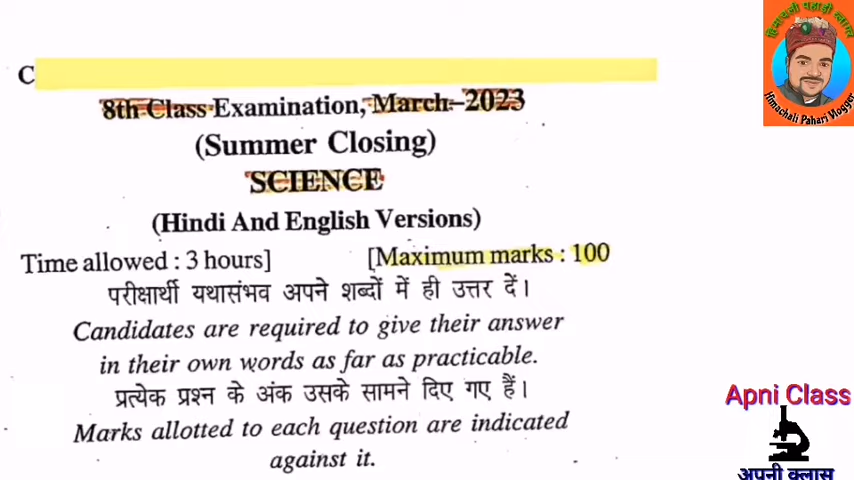 हिमाचली पहाड़ी व्लॉगर
Himachali Pahari Vlogger
C
8th Class Examination, March-2023
(Summer Closing)
SCIENCE
(Hindi And English Versions)
Time allowed : 3 hours] [Maximum marks : 100
परीक्षार्थी यथासंभव अपने शब्दों में ही उत्तर दें।
Candidates are required to give their answer
in their own words as far as practicable.
प्रत्येक प्रश्न के अंक उसके सामने दिए गए हैं।
Marks allotted to each question are indicated
against it.
Apni Class
अपनी क्लास